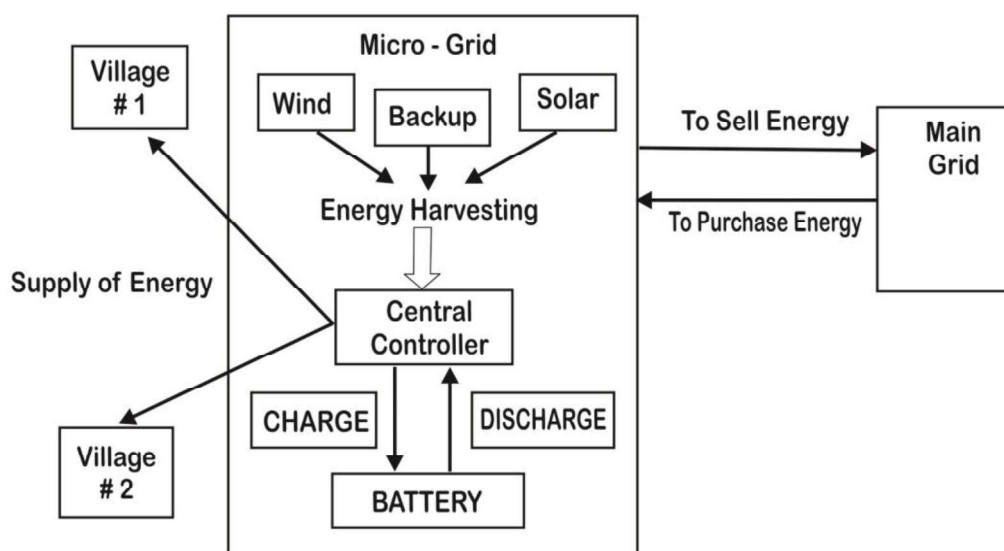 Micro - Grid
Village
# 1
Wind
Backup
Solar
To Sell Energy
Main
Grid
Energy Harvesting
To Purchase Energy
Supply of Energy
Central
Controller
CHARGE
DISCHARGE
Village
# 2
BATTERY